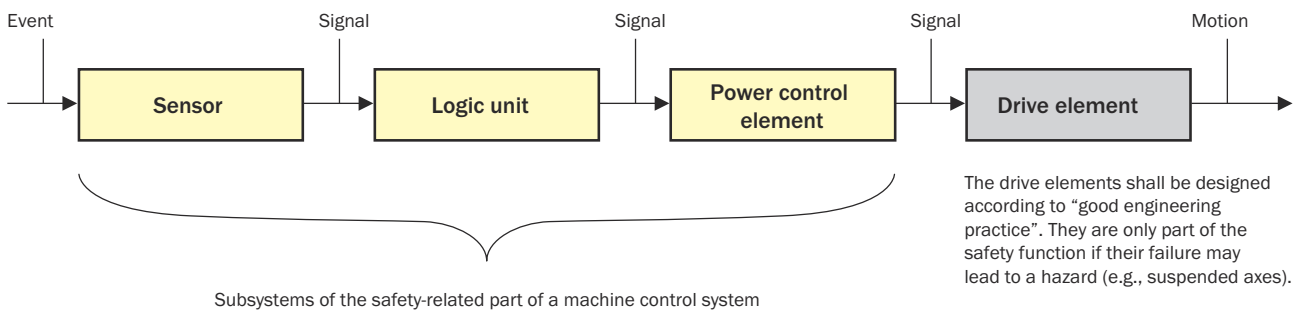 Event
Signal
Signal
Signal
Motion
Sensor
Logic unit
Power control
element
Drive element
The drive elements shall be designed
according to “good engineering
practice”. They are only part of the
safety function if their failure may
lead to a hazard (e.g., suspended axes).
Subsystems of the safety-related part of a machine control system